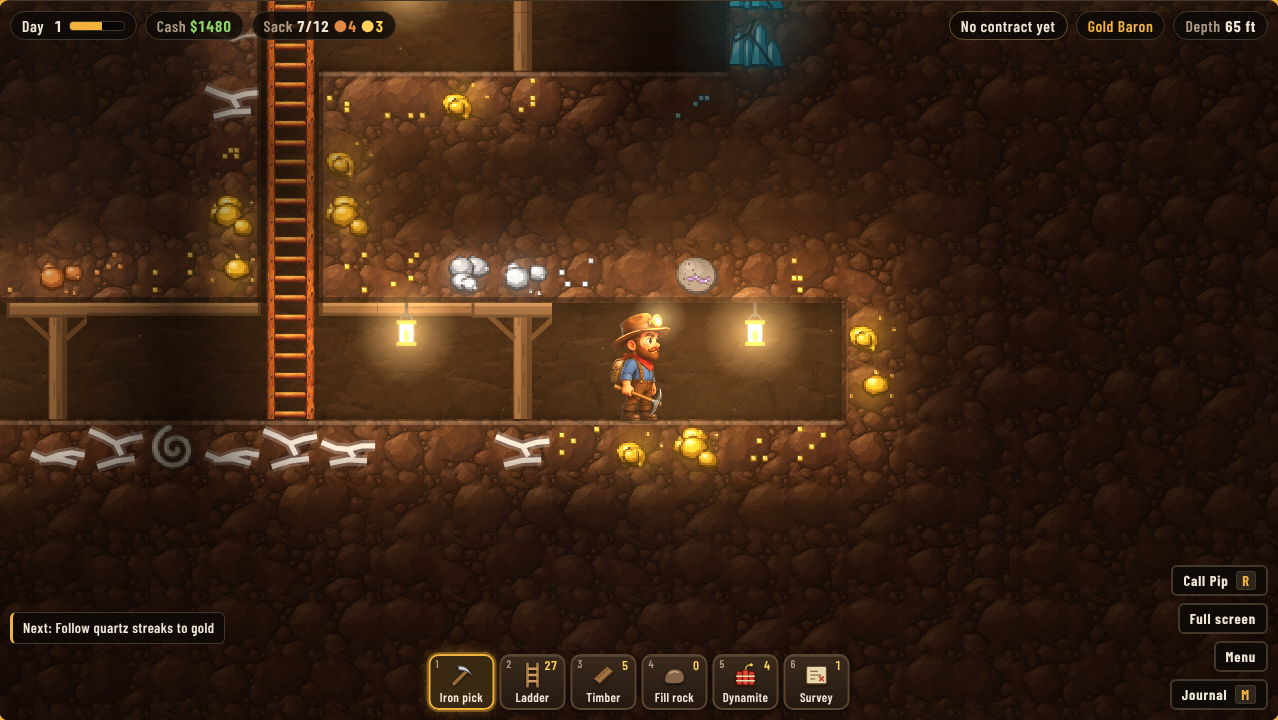 Day 1
Cash $1480
Sack 7/12 4 3
No contract yet
Gold Baron
Depth 65 ft
Call Pip R
Full screen
Next: Follow quartz streaks to gold
Menu
Journal M
1 Iron pick
2 27 Ladder
3 5 Timber
4 0 Fill rock
5 4 Dynamite
6 1 Survey